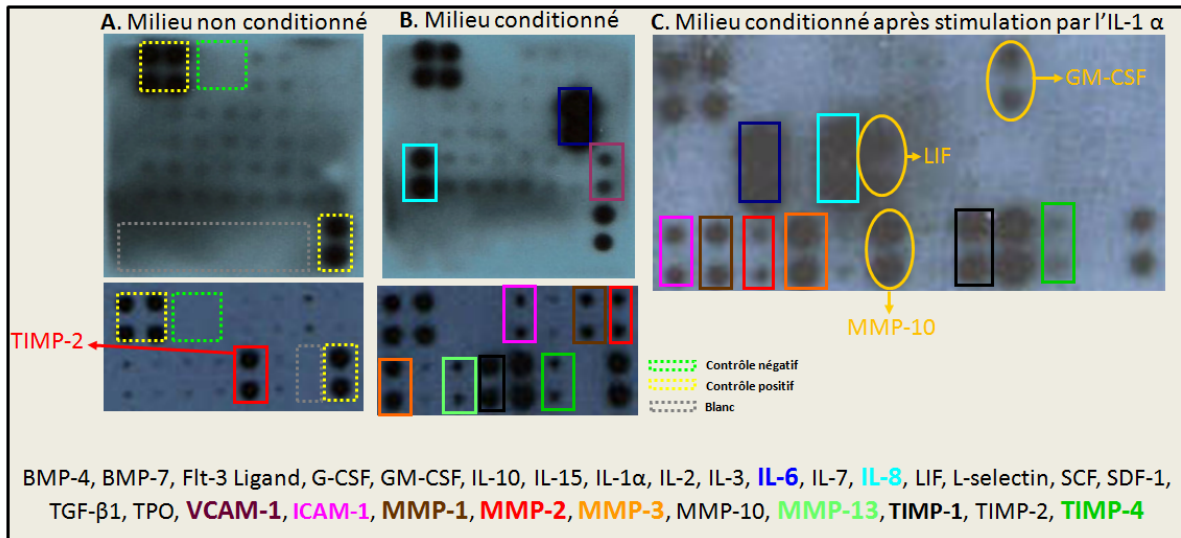 A. Milieu non conditionné
B. Milieu conditionné
C. Milieu conditionné après stimulation par l'IL-1 α
GM-CSF
LIF
TIMP-2
MMP-10
Contrôle négatif
Contrôle positif
Blanc
BMP-4, BMP-7, Flt-3 Ligand, G-CSF, GM-CSF, IL-10, IL-15, IL-1α, IL-2, IL-3, IL-6, IL-7, IL-8, LIF, L-selectin, SCF, SDF-1,
TGF-β1, TPO, VCAM-1, ICAM-1, MMP-1, MMP-2, MMP-3, MMP-10, MMP-13, TIMP-1, TIMP-2, TIMP-4